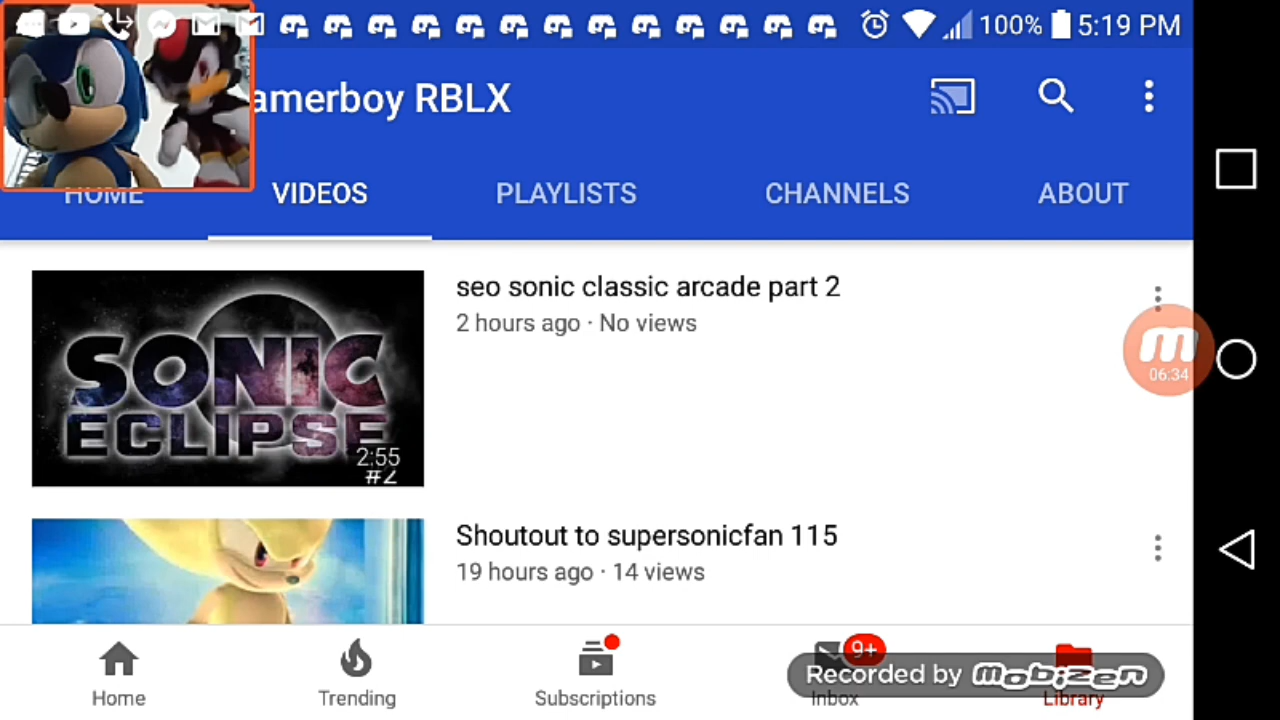 100% 5:19 PM
amerboy RBLX
HOME VIDEOS PLAYLISTS CHANNELS ABOUT
SONIC
ECLIPSE
2:55
#2
seo sonic classic arcade part 2
2 hours ago · No views
06:34
Shoutout to supersonicfan 115
19 hours ago · 14 views
9+
Recorded by mobizen
Home Trending Subscriptions Inbox Library